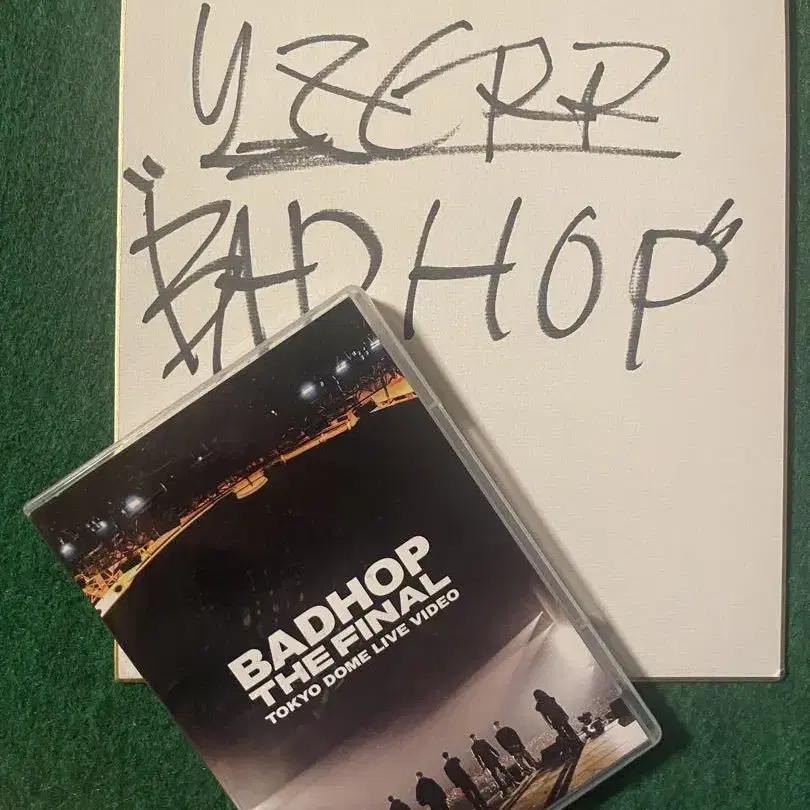 YZERR
"BADHOP"
BADHOP
THE FINAL
TOKYO DOME LIVE VIDEO